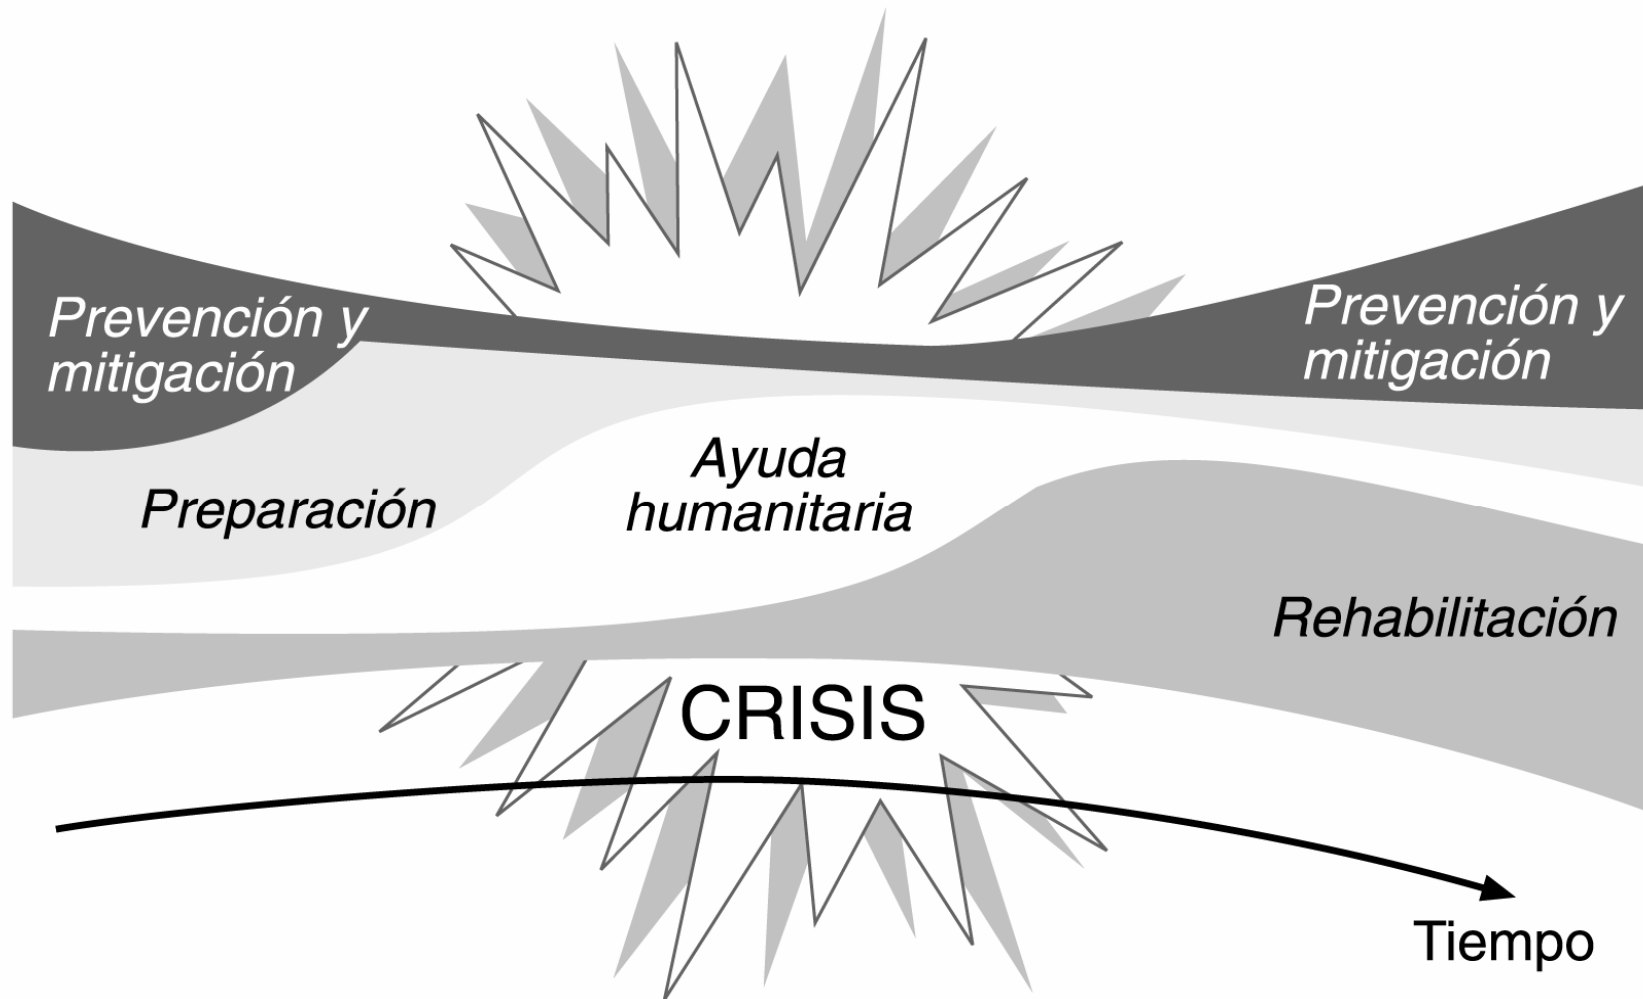 Prevención y
mitigación
Prevención y
mitigación
Preparación
Ayuda
humanitaria
Rehabilitación
CRISIS
Tiempo